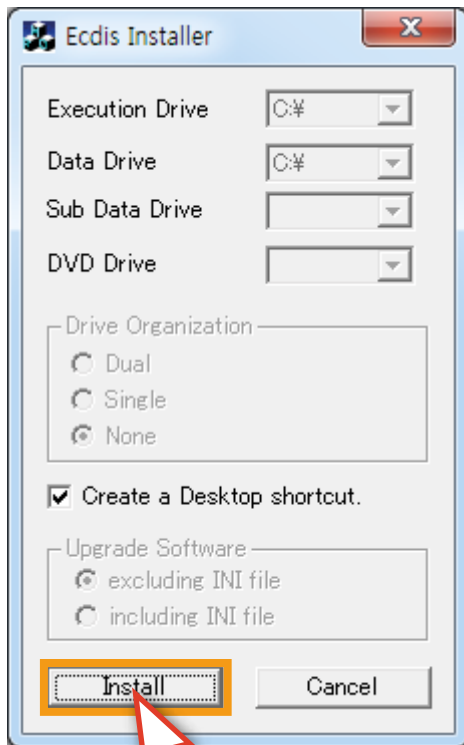 Ecdis Installer
Execution Drive C:¥
Data Drive C:¥
Sub Data Drive
DVD Drive
Drive Organization
Dual
Single
None
Create a Desktop shortcut.
Upgrade Software
excluding INI file
including INI file
Install Cancel